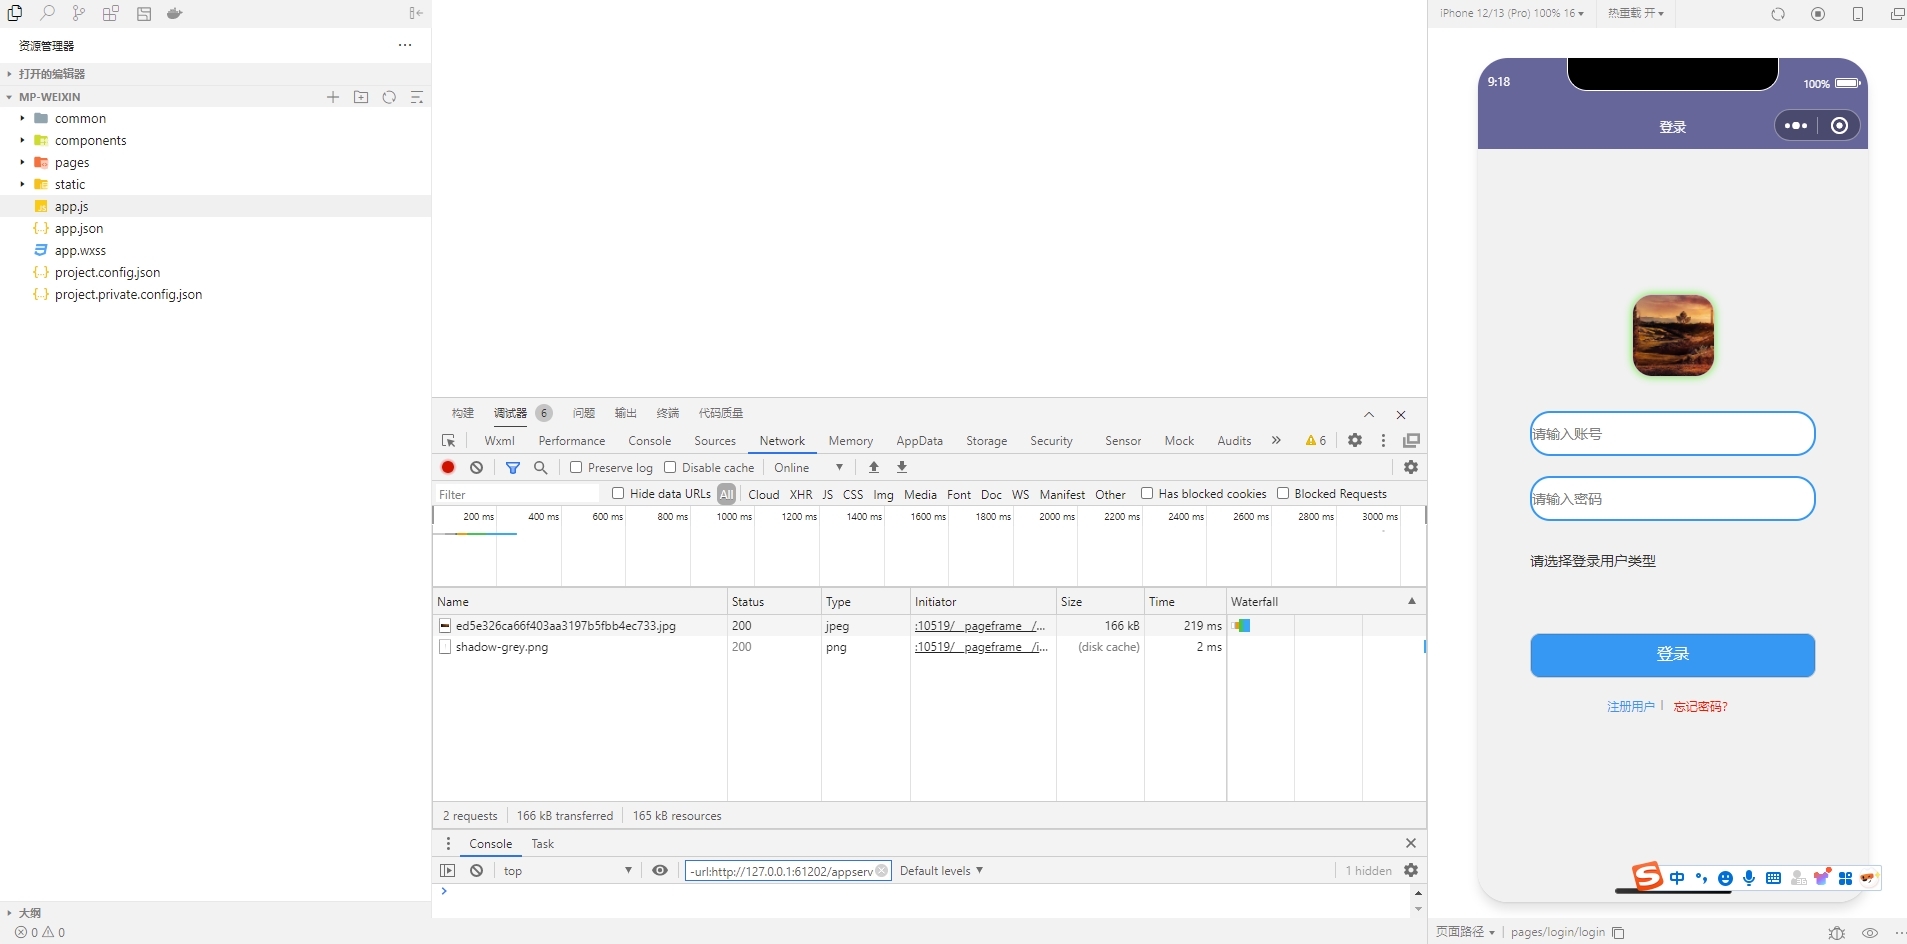 资源管理器
打开的编辑器
MP-WEIXIN
common
components
pages
static
app.js
app.json
app.wxss
project.config.json
project.private.config.json
大纲
0 0
构建 调试器 6 问题 输出 终端 代码质量
Wxml Performance Console Sources Network Memory AppData Storage Security Sensor Mock Audits 6
Preserve log Disable cache Online
Filter Hide data URLs All Cloud XHR JS CSS Img Media Font Doc WS Manifest Other Has blocked cookies Blocked Requests
200 ms 400 ms 600 ms 800 ms 1000 ms 1200 ms 1400 ms 1600 ms 1800 ms 2000 ms 2200 ms 2400 ms 2600 ms 2800 ms 3000 ms
Name Status Type Initiator Size Time Waterfall
ed5e326ca66f403aa3197b5fbb4ec733.jpg 200 jpeg :10519/__pageframe__/... 166 kB 219 ms
shadow-grey.png 200 png :10519/__pageframe__/i... (disk cache) 2 ms
2 requests 166 kB transferred 165 kB resources
Console Task
top -url:http://127.0.0.1:61202/appserv Default levels 1 hidden
iPhone 12/13 (Pro) 100% 16 热重载 开
9:18 100%
登录
请输入账号
请输入密码
请选择登录用户类型
登录
注册用户 | 忘记密码?
S 中
页面路径 pages/login/login